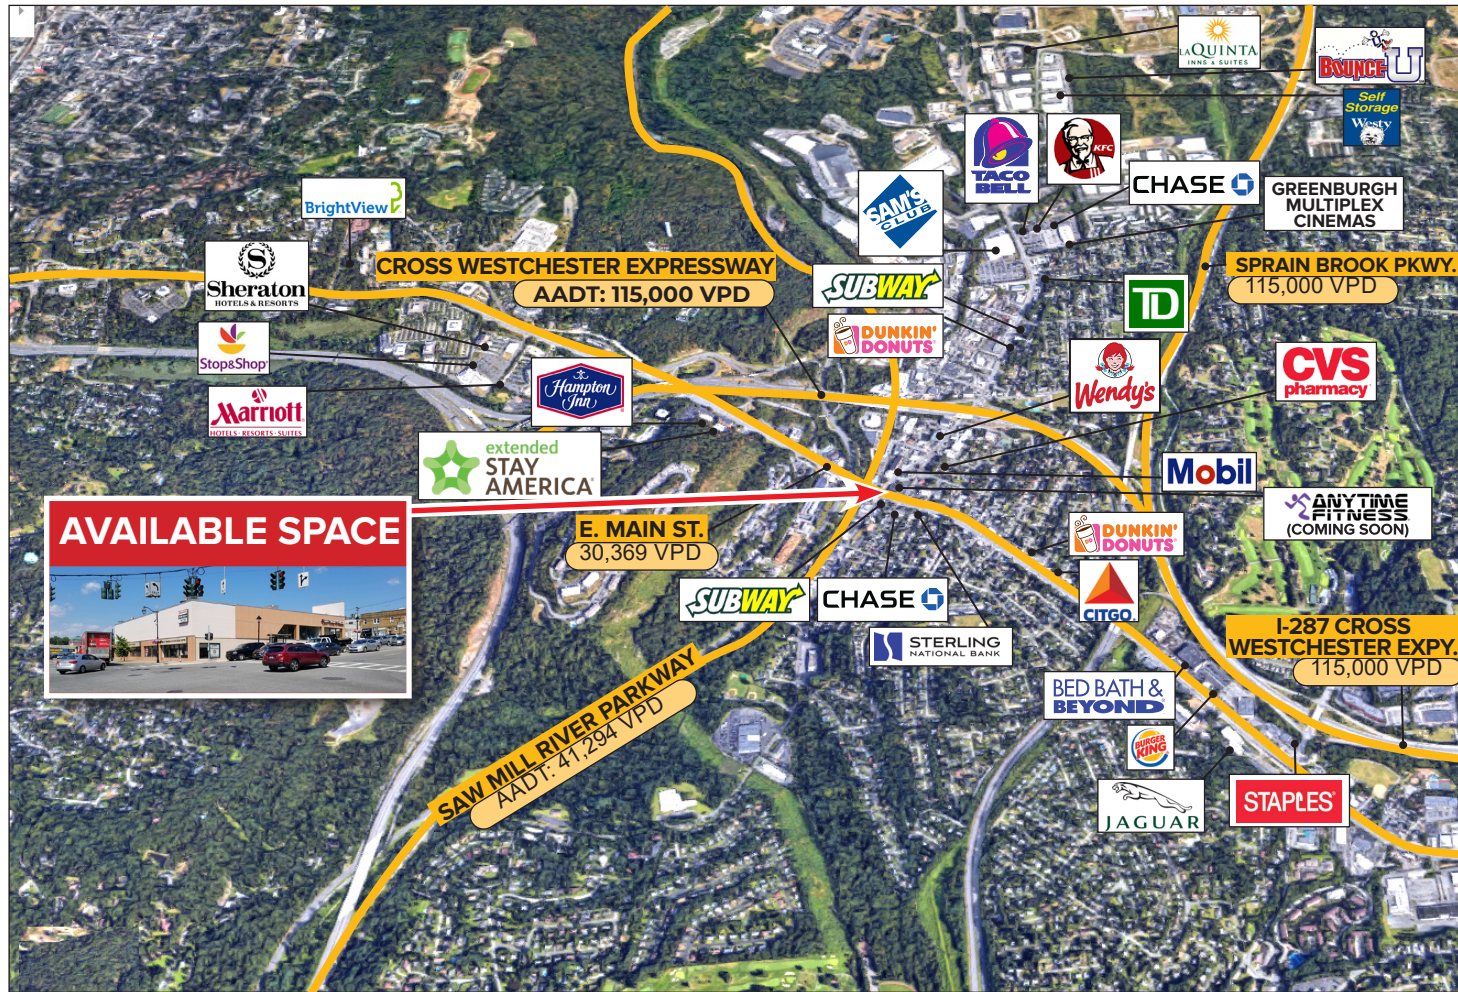 LAQUINTA
INNS & SUITES
BOUNCE U
Self
Storage
Westy
TACO
BELL
KFC
CHASE
GREENBURGH
MULTIPLEX
CINEMAS
SAM'S
CLUB
BrightView
Sheraton
HOTELS & RESORTS
CROSS WESTCHESTER EXPRESSWAY
AADT: 115,000 VPD
SUBWAY
DUNKIN'
DONUTS
TD
SPRAIN BROOK PKWY.
115,000 VPD
Stop&Shop
Marriott
HOTELS · RESORTS · SUITES
Hampton
Inn
Wendy's
CVS
pharmacy
extended
STAY
AMERICA
Mobil
ANYTIME
FITNESS
(COMING SOON)
AVAILABLE SPACE
E. MAIN ST.
30,369 VPD
DUNKIN'
DONUTS
SUBWAY
CHASE
CITGO
STERLING
NATIONAL BANK
I-287 CROSS
WESTCHESTER EXPY.
115,000 VPD
SAW MILL RIVER PARKWAY
AADT: 41,294 VPD
BED BATH &
BEYOND
BURGER
KING
JAGUAR
STAPLES